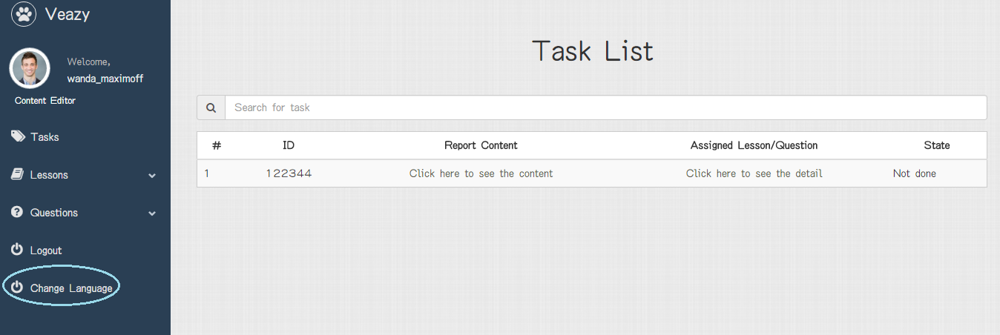 Veazy
Welcome,
wanda_maximoff
Content Editor
Tasks
Lessons
Questions
Logout
Change Language
Task List
Search for task
# ID Report Content Assigned Lesson/Question State
1 122344 Click here to see the content Click here to see the detail Not done